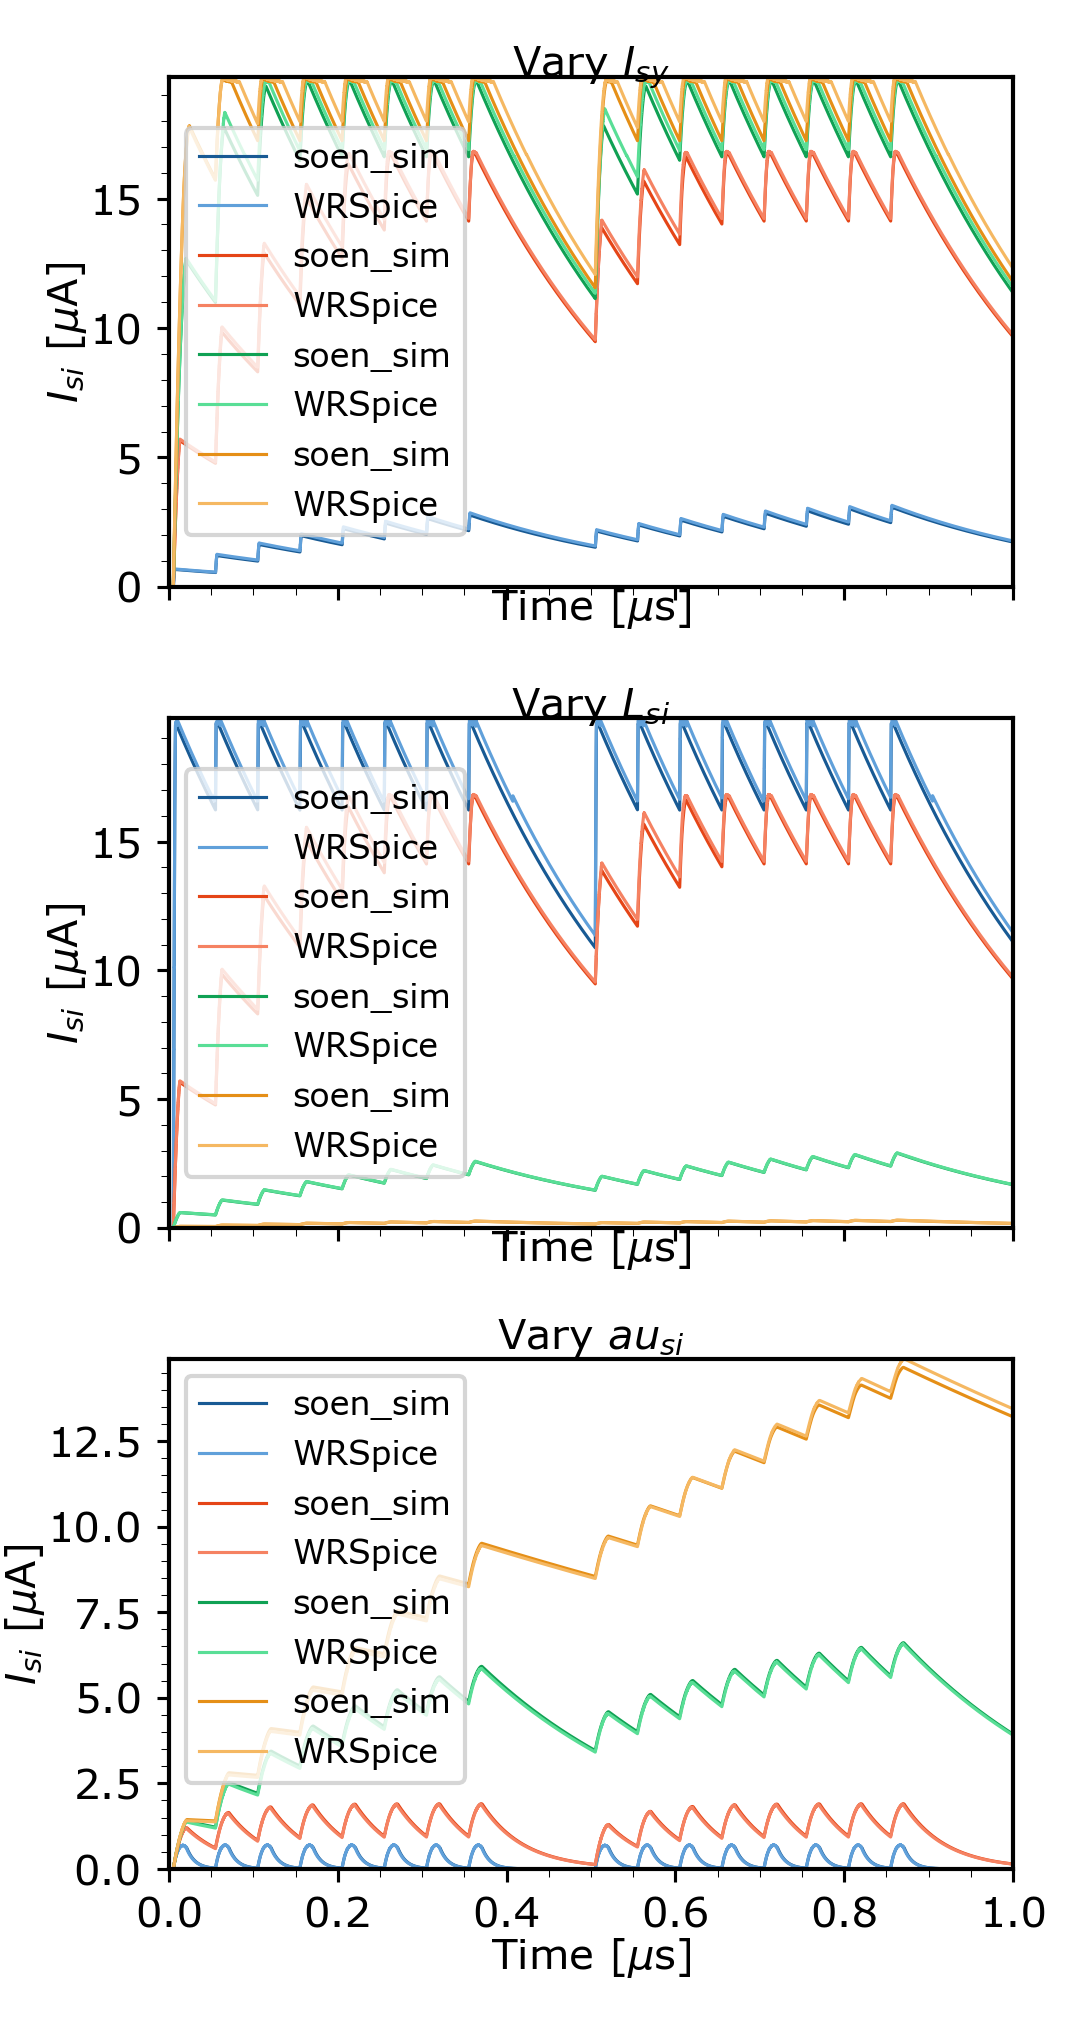 Vary I_sy
15
10
5
0
I_si [μA]
soen_sim
WRSpice
soen_sim
WRSpice
soen_sim
WRSpice
soen_sim
WRSpice
Time [μs]
Vary L_si
15
10
5
0
I_si [μA]
soen_sim
WRSpice
soen_sim
WRSpice
soen_sim
WRSpice
soen_sim
WRSpice
Time [μs]
Vary au_si
12.5
10.0
7.5
5.0
2.5
0.0
I_si [μA]
soen_sim
WRSpice
soen_sim
WRSpice
soen_sim
WRSpice
soen_sim
WRSpice
0.0 0.2 0.4 0.6 0.8 1.0
Time [μs]